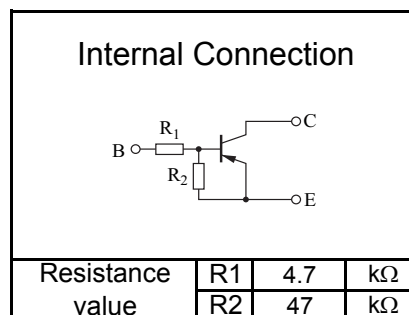 Internal Connection
C
R1
B
R2
E
Resistance value R1 4.7 kΩ
R2 47 kΩ